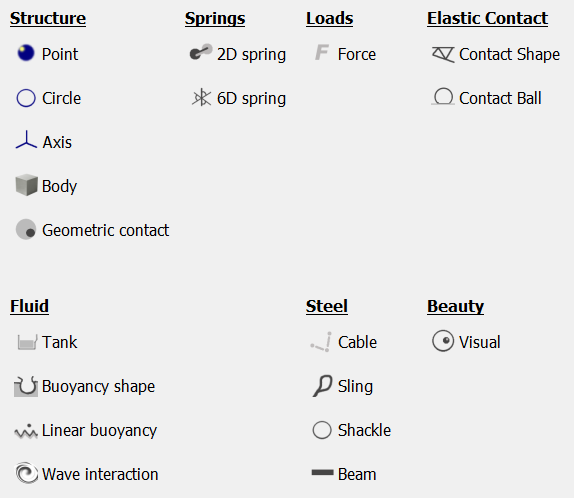 Structure
Springs
Loads
Elastic Contact
Point
2D spring
Force
Contact Shape
Circle
6D spring
Contact Ball
Axis
Body
Geometric contact
Fluid
Steel
Beauty
Tank
Cable
Visual
Buoyancy shape
Sling
Linear buoyancy
Shackle
Wave interaction
Beam